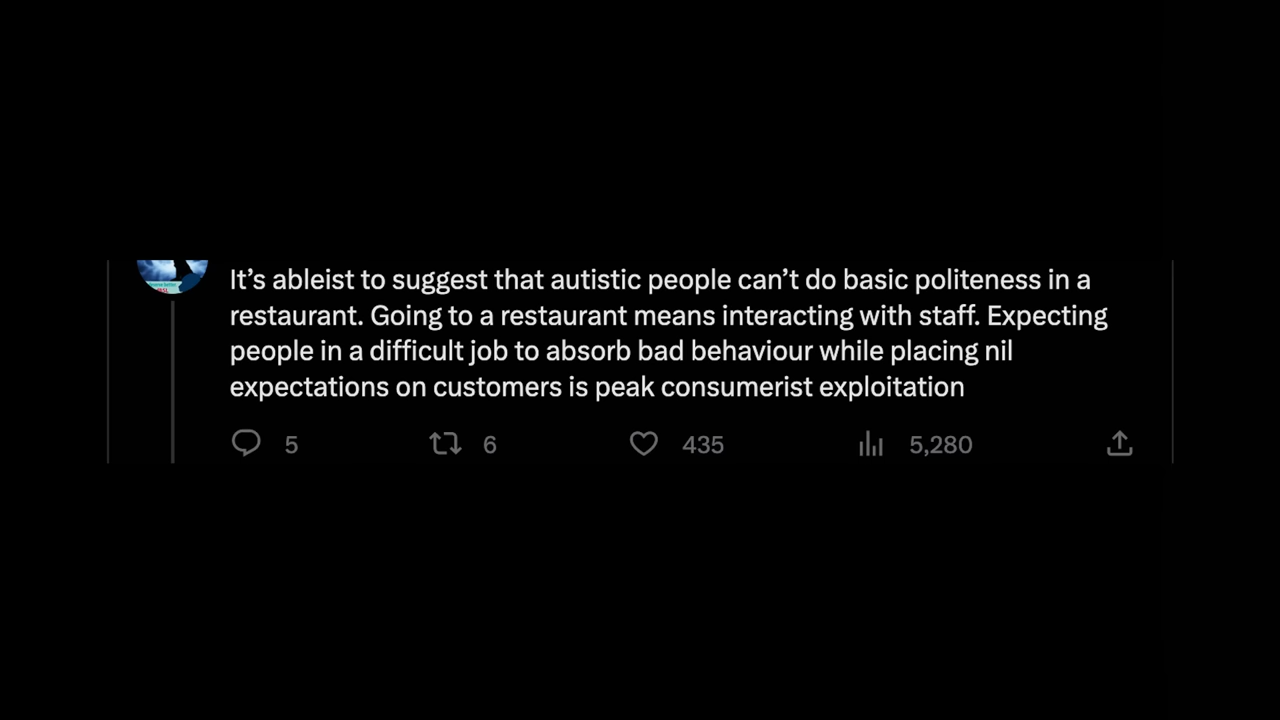 It’s ableist to suggest that autistic people can’t do basic politeness in a
restaurant. Going to a restaurant means interacting with staff. Expecting
people in a difficult job to absorb bad behaviour while placing nil
expectations on customers is peak consumerist exploitation
5 6 435 5,280